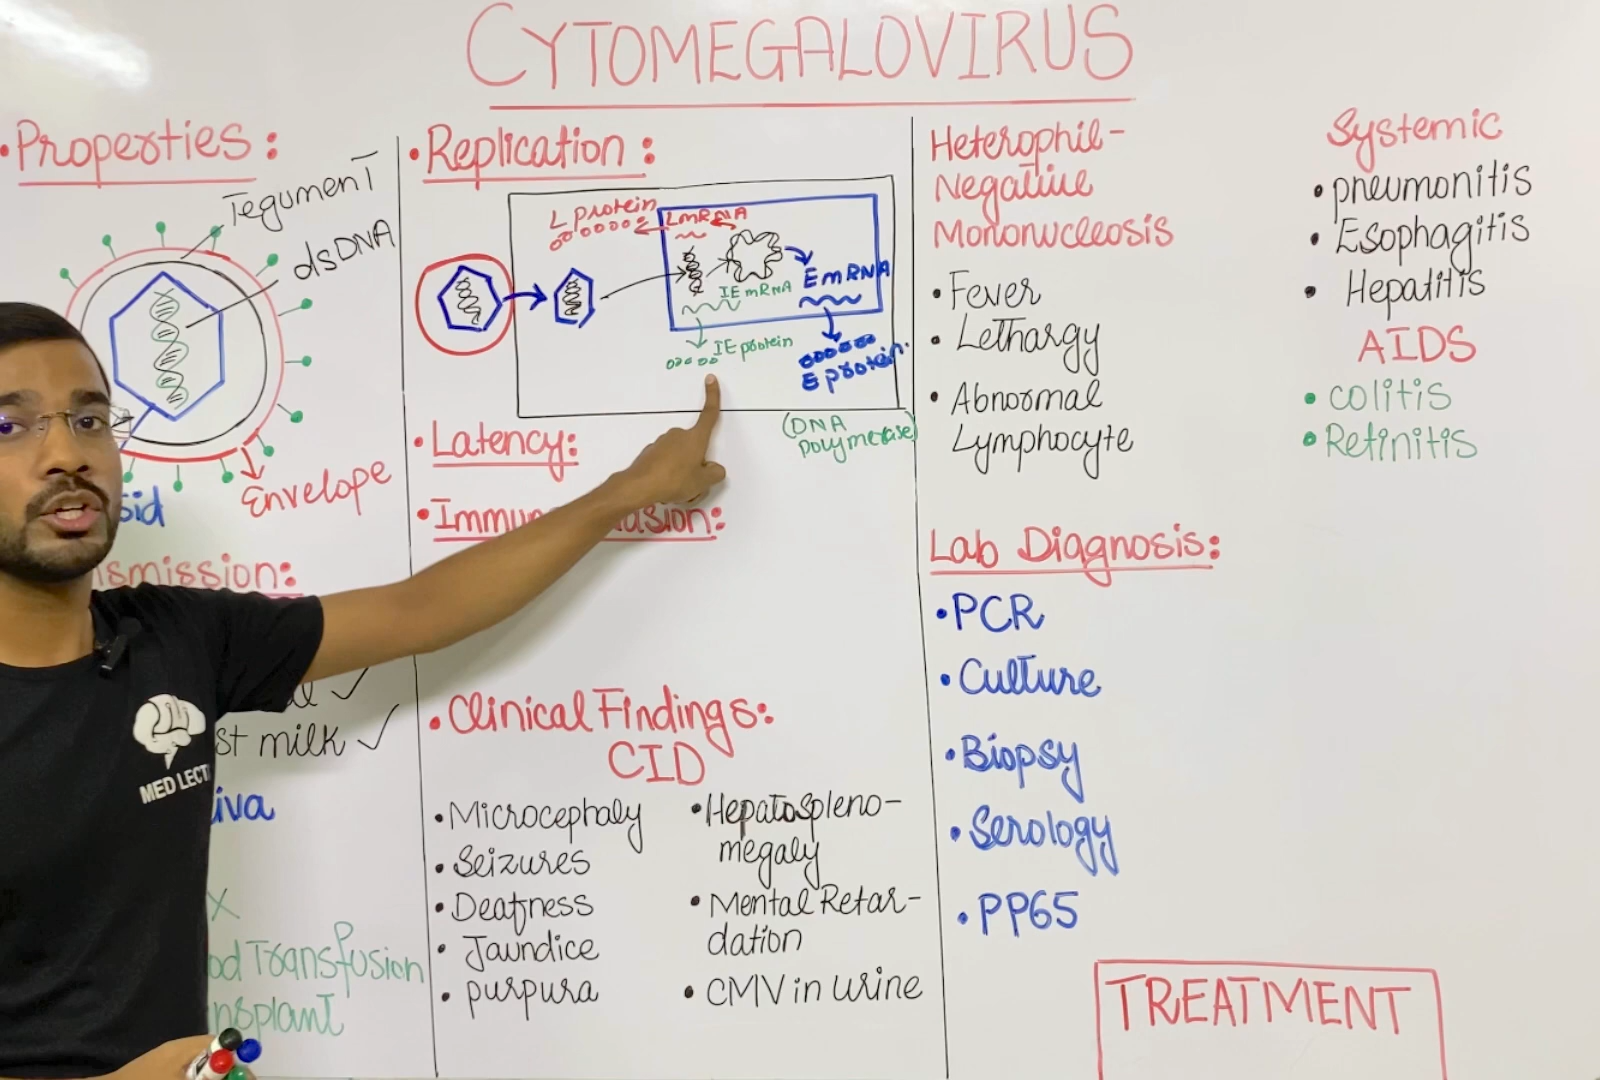 CYTOMEGALOVIRUS
• Properties :
Tegument
dsDNA
Envelope
st milk ✓
Transfusion
MED LECT
• Replication :
L protein
LmRNA
IE mRNA
E mRNA
IE protein
E protein
(DNA
polymerase)
• Latency:
• Clinical Findings:
CID
• Microcephaly
• Seizures
• Deafness
• Jaundice
• purpura
• Hepatospleno-
megaly
• Mental Retar-
dation
• CMV in urine
Heterophil-
Negative
Mononucleosis
• Fever
• Lethargy
• Abnormal
Lymphocyte
Lab Diagnosis:
• PCR
• Culture
• Biopsy
• Serology
• PP65
Systemic
• pneumonitis
• Esophagitis
• Hepatitis
AIDS
• colitis
• Retinitis
TREATMENT